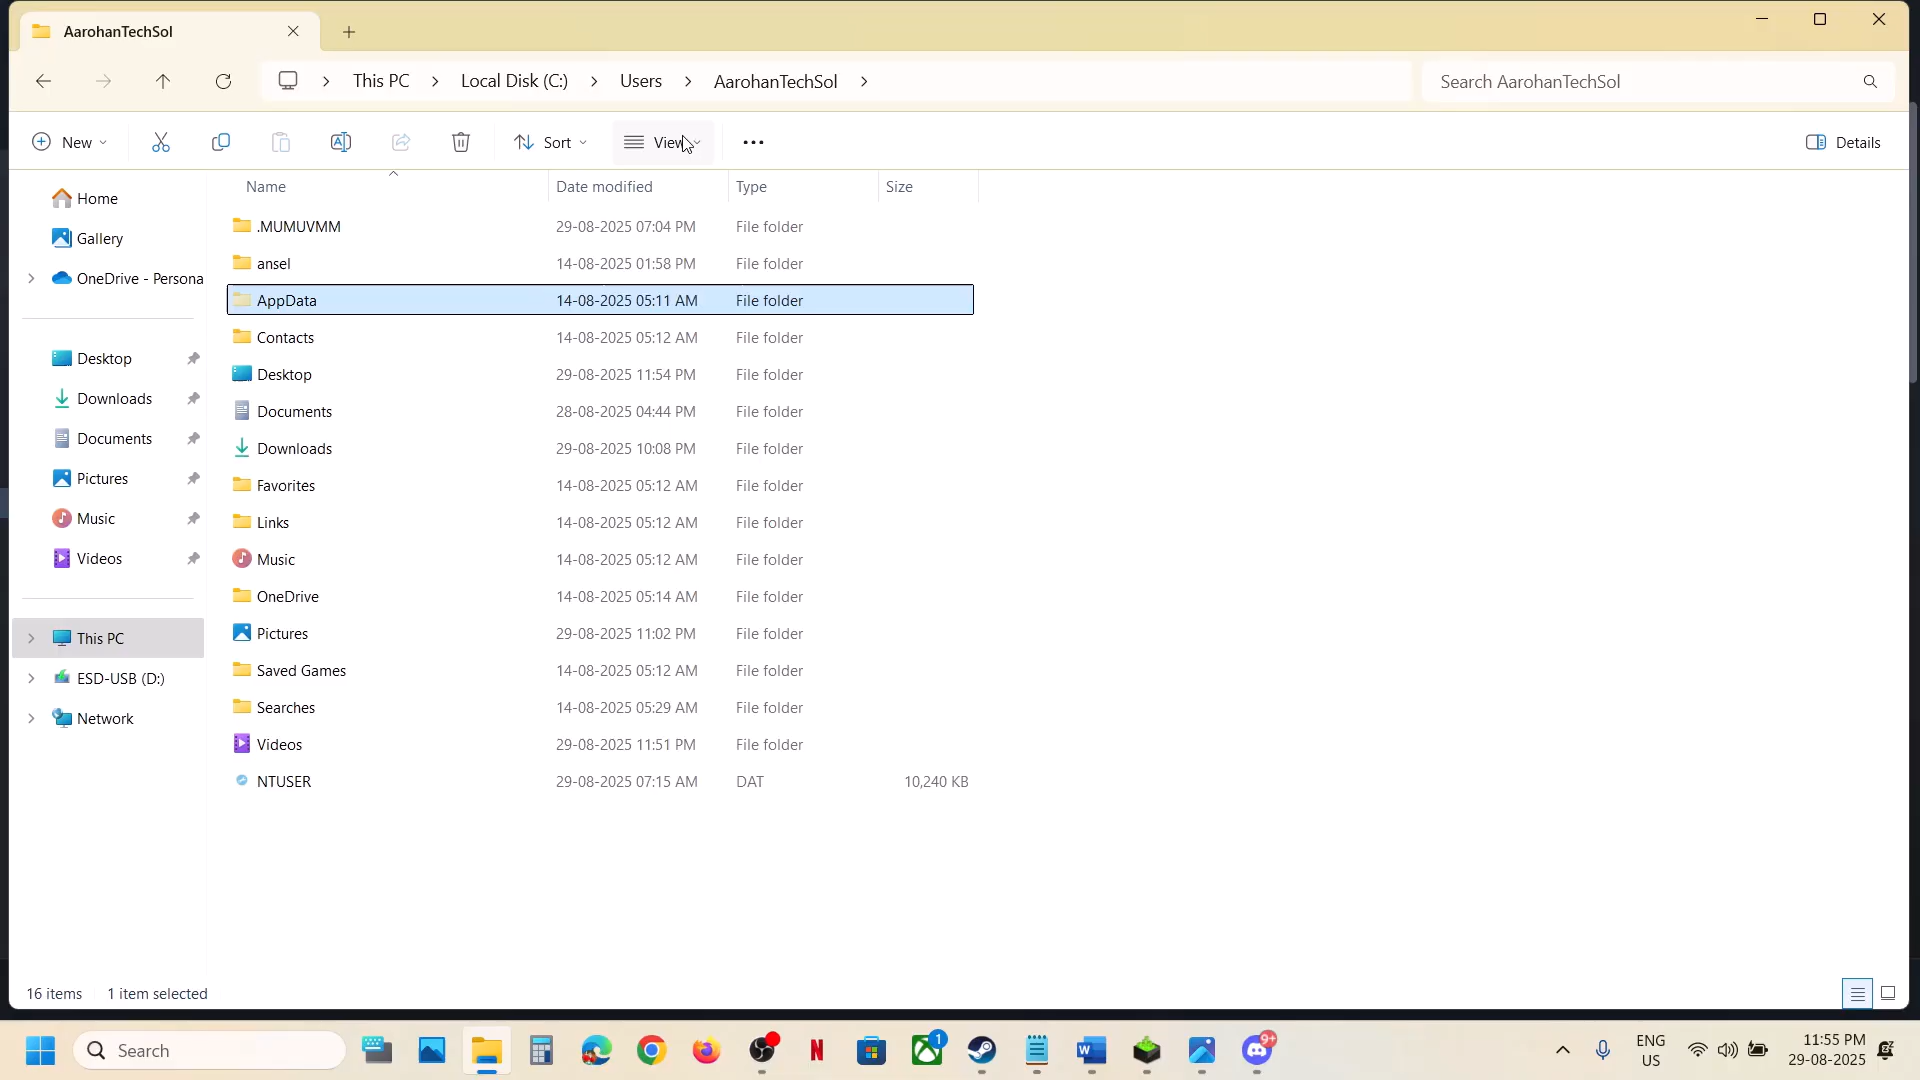 AarohanTechSol
This PC > Local Disk (C:) > Users > AarohanTechSol >
Search AarohanTechSol
New
Sort
View
Details
Name Date modified Type Size
Home
Gallery
OneDrive - Persona
Desktop
Downloads
Documents
Pictures
Music
Videos
This PC
ESD-USB (D:)
Network
.MUMUVMM 29-08-2025 07:04 PM File folder
ansel 14-08-2025 01:58 PM File folder
AppData 14-08-2025 05:11 AM File folder
Contacts 14-08-2025 05:12 AM File folder
Desktop 29-08-2025 11:54 PM File folder
Documents 28-08-2025 04:44 PM File folder
Downloads 29-08-2025 10:08 PM File folder
Favorites 14-08-2025 05:12 AM File folder
Links 14-08-2025 05:12 AM File folder
Music 14-08-2025 05:12 AM File folder
OneDrive 14-08-2025 05:14 AM File folder
Pictures 29-08-2025 11:02 PM File folder
Saved Games 14-08-2025 05:12 AM File folder
Searches 14-08-2025 05:29 AM File folder
Videos 29-08-2025 11:51 PM File folder
NTUSER 29-08-2025 07:15 AM DAT 10,240 KB
16 items 1 item selected
Search
N
1
W
9+
ENG
US
11:55 PM
29-08-2025